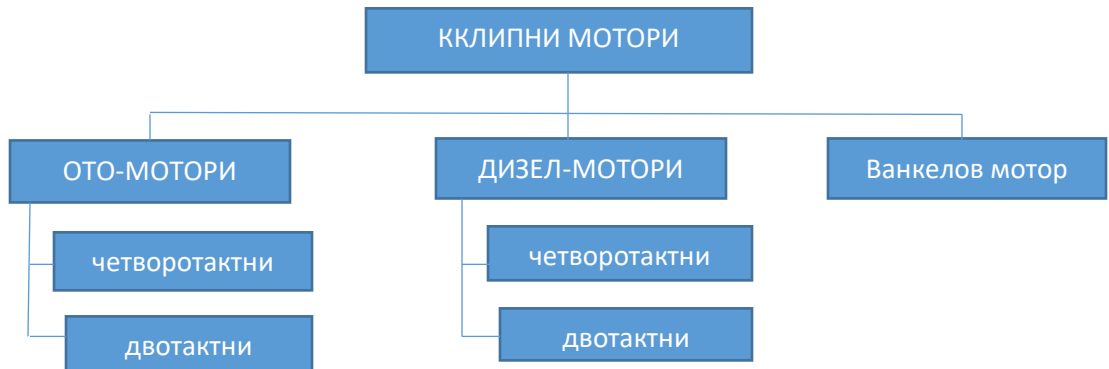 ККЛИПНИ МОТОРИ
ОТО-МОТОРИ
ДИЗЕЛ-МОТОРИ
Ванкелов мотор
четворотактни
двотактни
четворотактни
двотактни